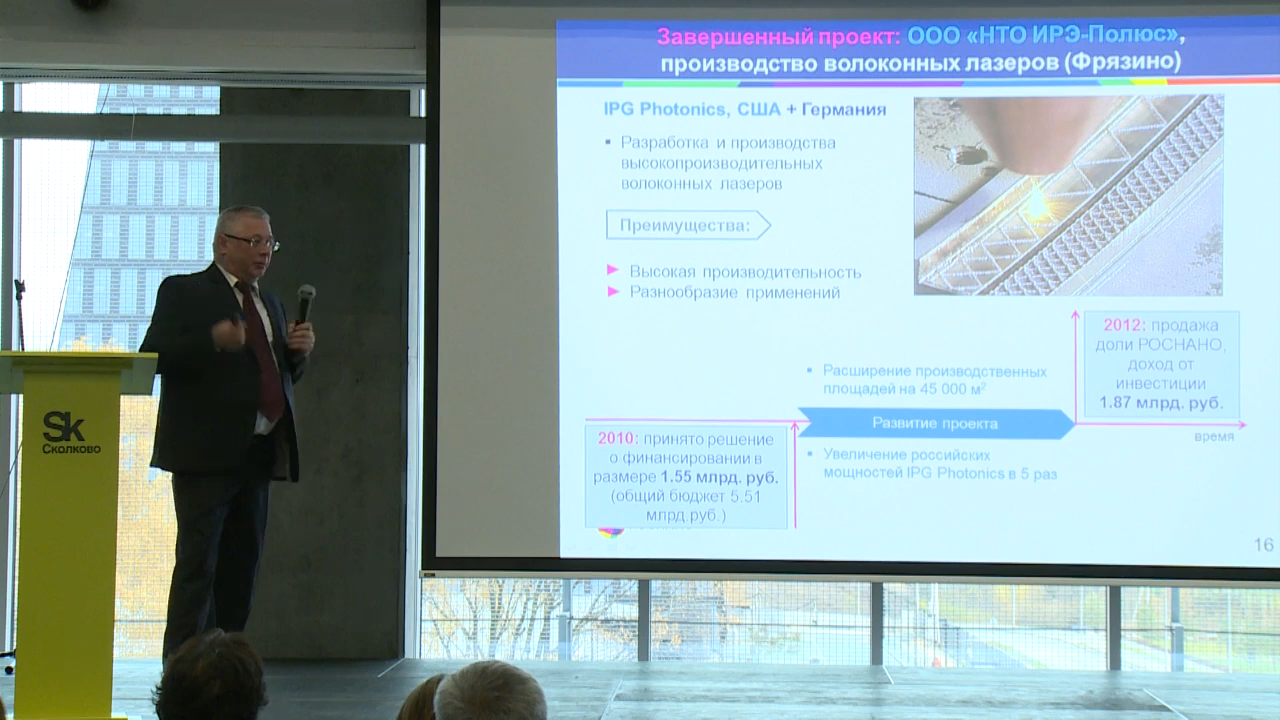 Завершенный проект: ООО «НТО ИРЭ-Полюс»,
производство волоконных лазеров (Фрязино)
IPG Photonics, США + Германия
Разработка и производства
высокопроизводительных
волоконных лазеров
Преимущества:
Высокая производительность
Разнообразие применений
2012: продажа
доли РОСНАНО,
доход от
инвестиции
1.87 млрд. руб.
Расширение производственных
площадей на 45 000 м²
Развитие проекта
время
2010: принято решение
о финансировании в
размере 1.55 млрд. руб.
(общий бюджет 5.51
млрд.руб.)
Увеличение российских
мощностей IPG Photonics в 5 раз
16
Sk
Сколково